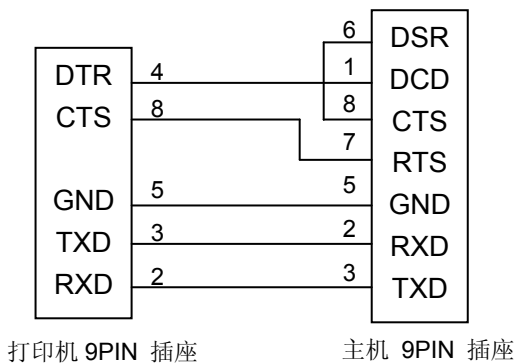 6 DSR
DTR 4 1 DCD
CTS 8 8 CTS
7 RTS
GND 5 5 GND
TXD 3 2 RXD
RXD 2 3 TXD
打印机 9PIN 插座 主机 9PIN 插座